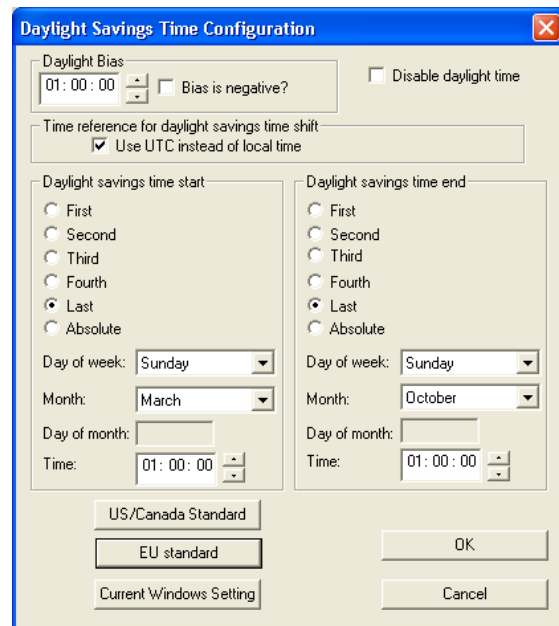 Daylight Savings Time Configuration
Daylight Bias
01: 00: 00
Bias is negative?
Disable daylight time
Time reference for daylight savings time shift
Use UTC instead of local time
Daylight savings time start
First
Second
Third
Fourth
Last
Absolute
Day of week: Sunday
Month: March
Day of month:
Time: 01: 00: 00
Daylight savings time end
First
Second
Third
Fourth
Last
Absolute
Day of week: Sunday
Month: October
Day of month:
Time: 01: 00: 00
US/Canada Standard
EU standard
Current Windows Setting
OK
Cancel